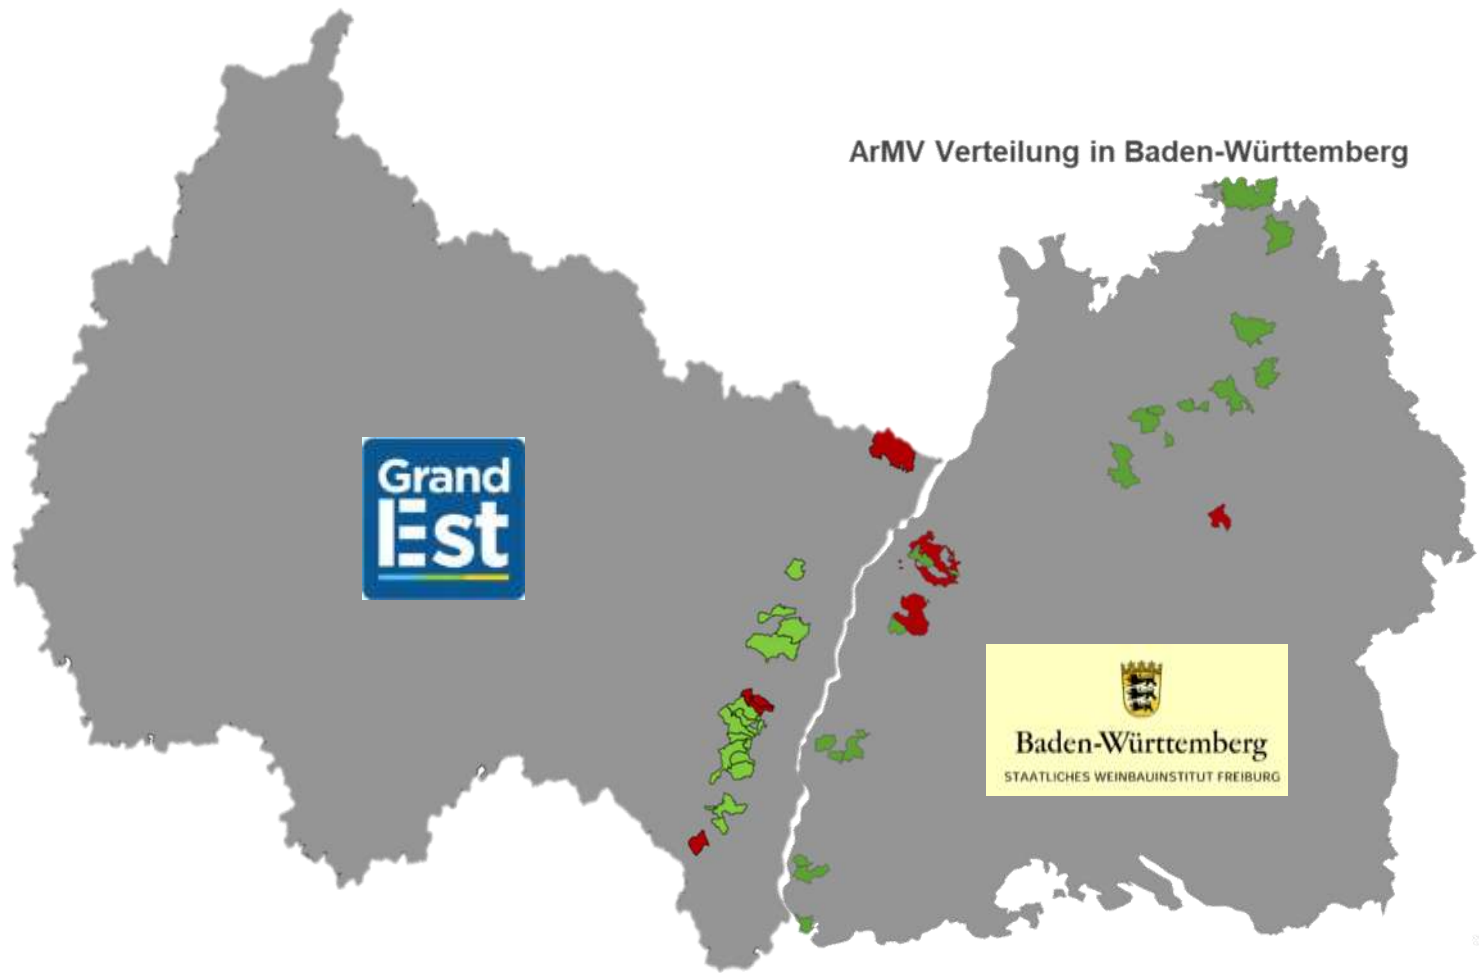 ArMV Verteilung in Baden-Württemberg
Grand
Est
Baden-Württemberg
STAATLICHES WEINBAUINSTITUT FREIBURG